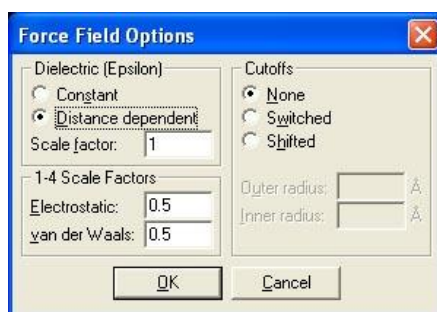 Force Field Options
Dielectric (Epsilon)
Constant
Distance dependent
Scale factor: 1
1-4 Scale Factors
Electrostatic: 0.5
van der Waals: 0.5
Cutoffs
None
Switched
Shifted
Outer radius: Å
Inner radius: Å
OK
Cancel